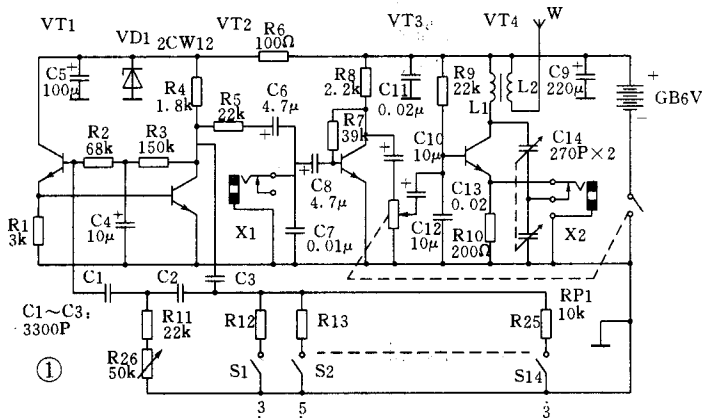 VT1 VD1 2CW12 VT2 R6 100Ω VT3 VT4 W
C5 100μ
R4 1.8k
R5 22k
C6 4.7μ
R8 2.2k
C11 0.02μ
R9 22k
L1
L2
C9 220μ
+
GB6V
-
R2 68k
R3 150k
R7 39k
C10 10μ
C14 270P×2
C8 4.7μ
C13 0.02
R1 3k
C4 10μ
X1
C7 0.01μ
C12 10μ
R10 200Ω
X2
C1
C2
C3
C1~C3: 3300P
R11 22k
R12
R13
R25
RP1 10k
R26 50k
①
S1
S2
S14
3
5
3